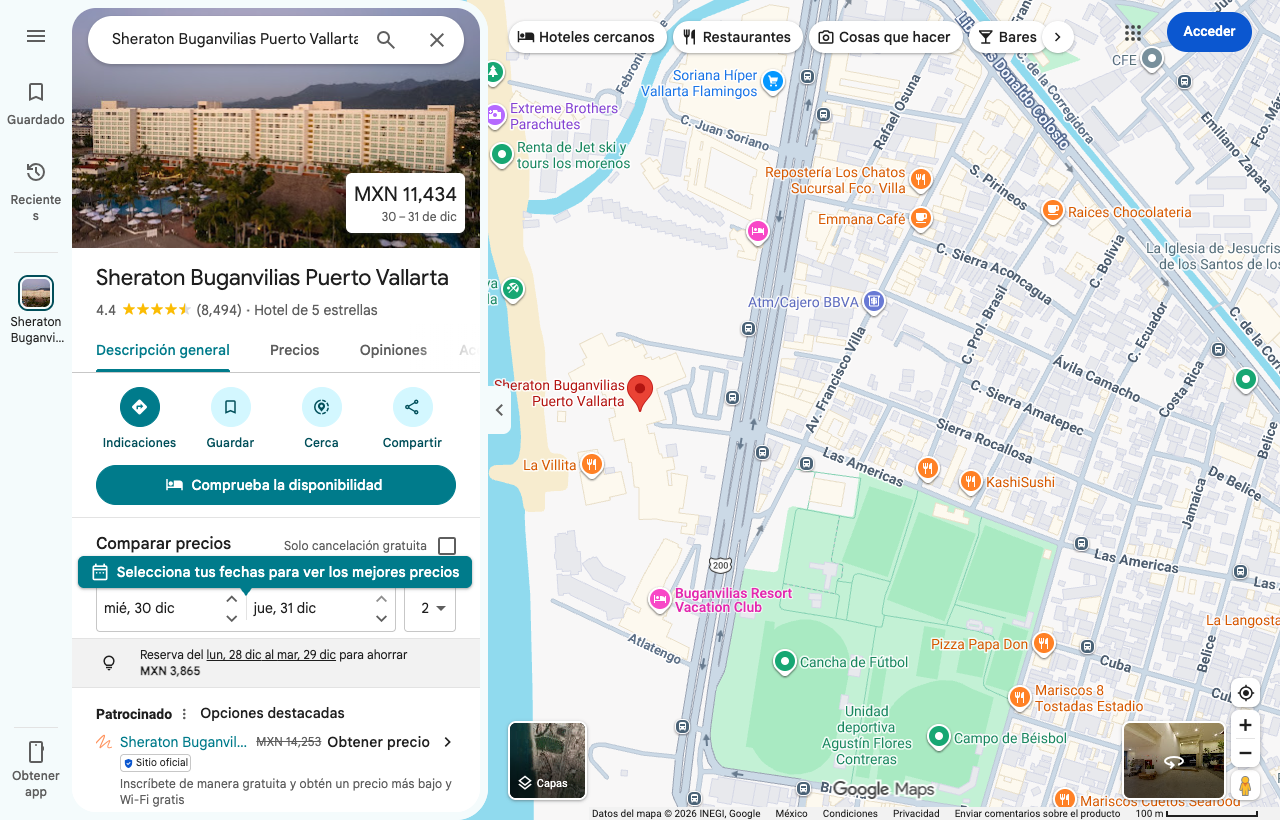 Sheraton Buganvilias Puerto Vallarta
Guardado
Reciente
s
Sheraton
Buganvi...
Obtener
app
MXN 11,434
30 – 31 de dic
Sheraton Buganvilias Puerto Vallarta
4.4 (8,494) · Hotel de 5 estrellas
Descripción general
Precios
Opiniones
Indicaciones
Guardar
Cerca
Compartir
Comprueba la disponibilidad
Comparar precios
Solo cancelación gratuita
Selecciona tus fechas para ver los mejores precios
mié, 30 dic
jue, 31 dic
2
Reserva del lun, 28 dic al mar, 29 dic para ahorrar
MXN 3,865
Patrocinado
Opciones destacadas
Sheraton Buganvil... MXN 14,253 Obtener precio
Sitio oficial
Inscríbete de manera gratuita y obtén un precio más bajo y
Wi-Fi gratis
Hoteles cercanos
Restaurantes
Cosas que hacer
Bares
Acceder
CFE
Soriana Híper
Vallarta Flamingos
Extreme Brothers
Parachutes
Renta de Jet ski y
tours los morenos
C. Juan Soriano
Rafael Osuna
C. de la Corregidora
Emiliano Zapata
Repostería Los Chatos
Sucursal Fco. Villa
S. Pirineos
Emmana Café
Raices Chocolateria
C. Sierra Aconcagua
C. Bolivia
La Iglesia de Jesucris
de los Santos de los
Atm/Cajero BBVA
C. Prol. Brasil
C. Ecuador
Av. Francisco Villa
Ávila Camacho
Costa Rica
Sheraton Buganvilias
Puerto Vallarta
C. Sierra Amatepec
Sierra Rocallosa
Belice
La Villita
Las Americas
KashiSushi
De Belice
Jamaica
200
Las Americas
Buganvilias Resort
Vacation Club
Atlatengo
La Langosta
Pizza Papa Don
Belice
Cancha de Fútbol
Cuba
Mariscos 8
Tostadas Estadio
Unidad
deportiva
Agustín Flores
Contreras
Campo de Béisbol
Capas
Google Maps
Mariscos Cuetos Seafood
Datos del mapa © 2026 INEGI, Google
México
Condiciones
Privacidad
Enviar comentarios sobre el producto
100 m